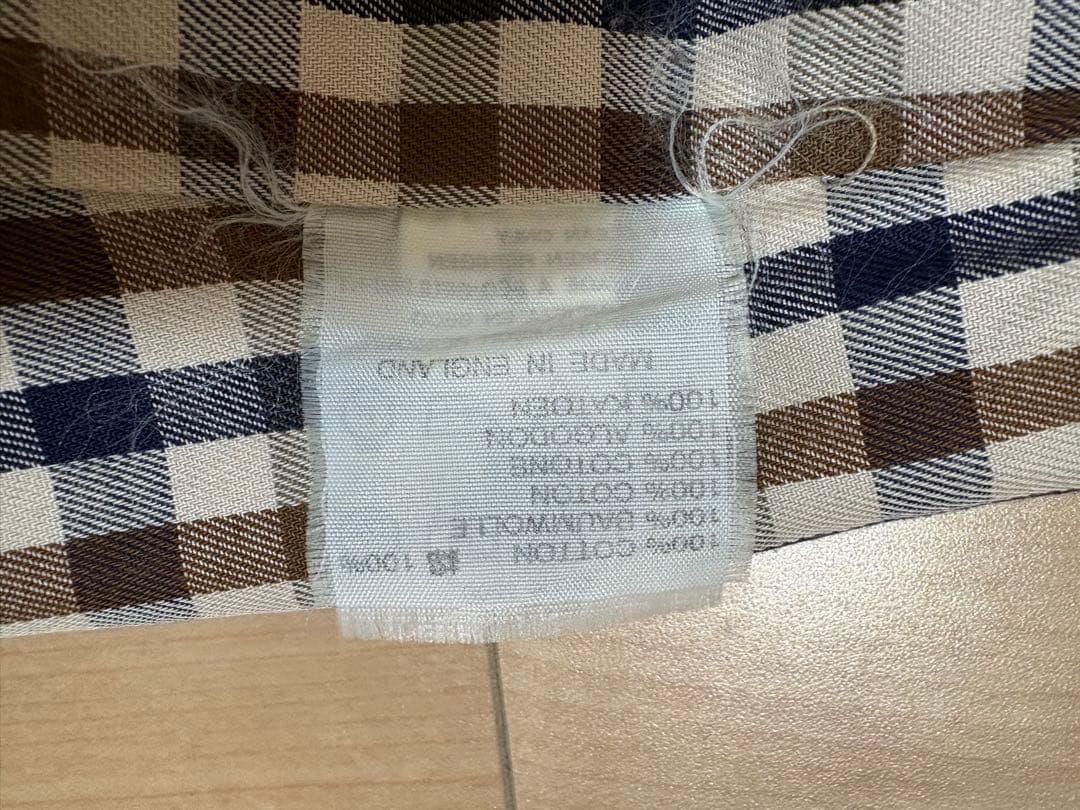 100% COTTON 綿 100%
100% BAUMWOLLE
100% COTON
100% COTONE
100% ALGODON
100% KATOEN
MADE IN ENGLAND